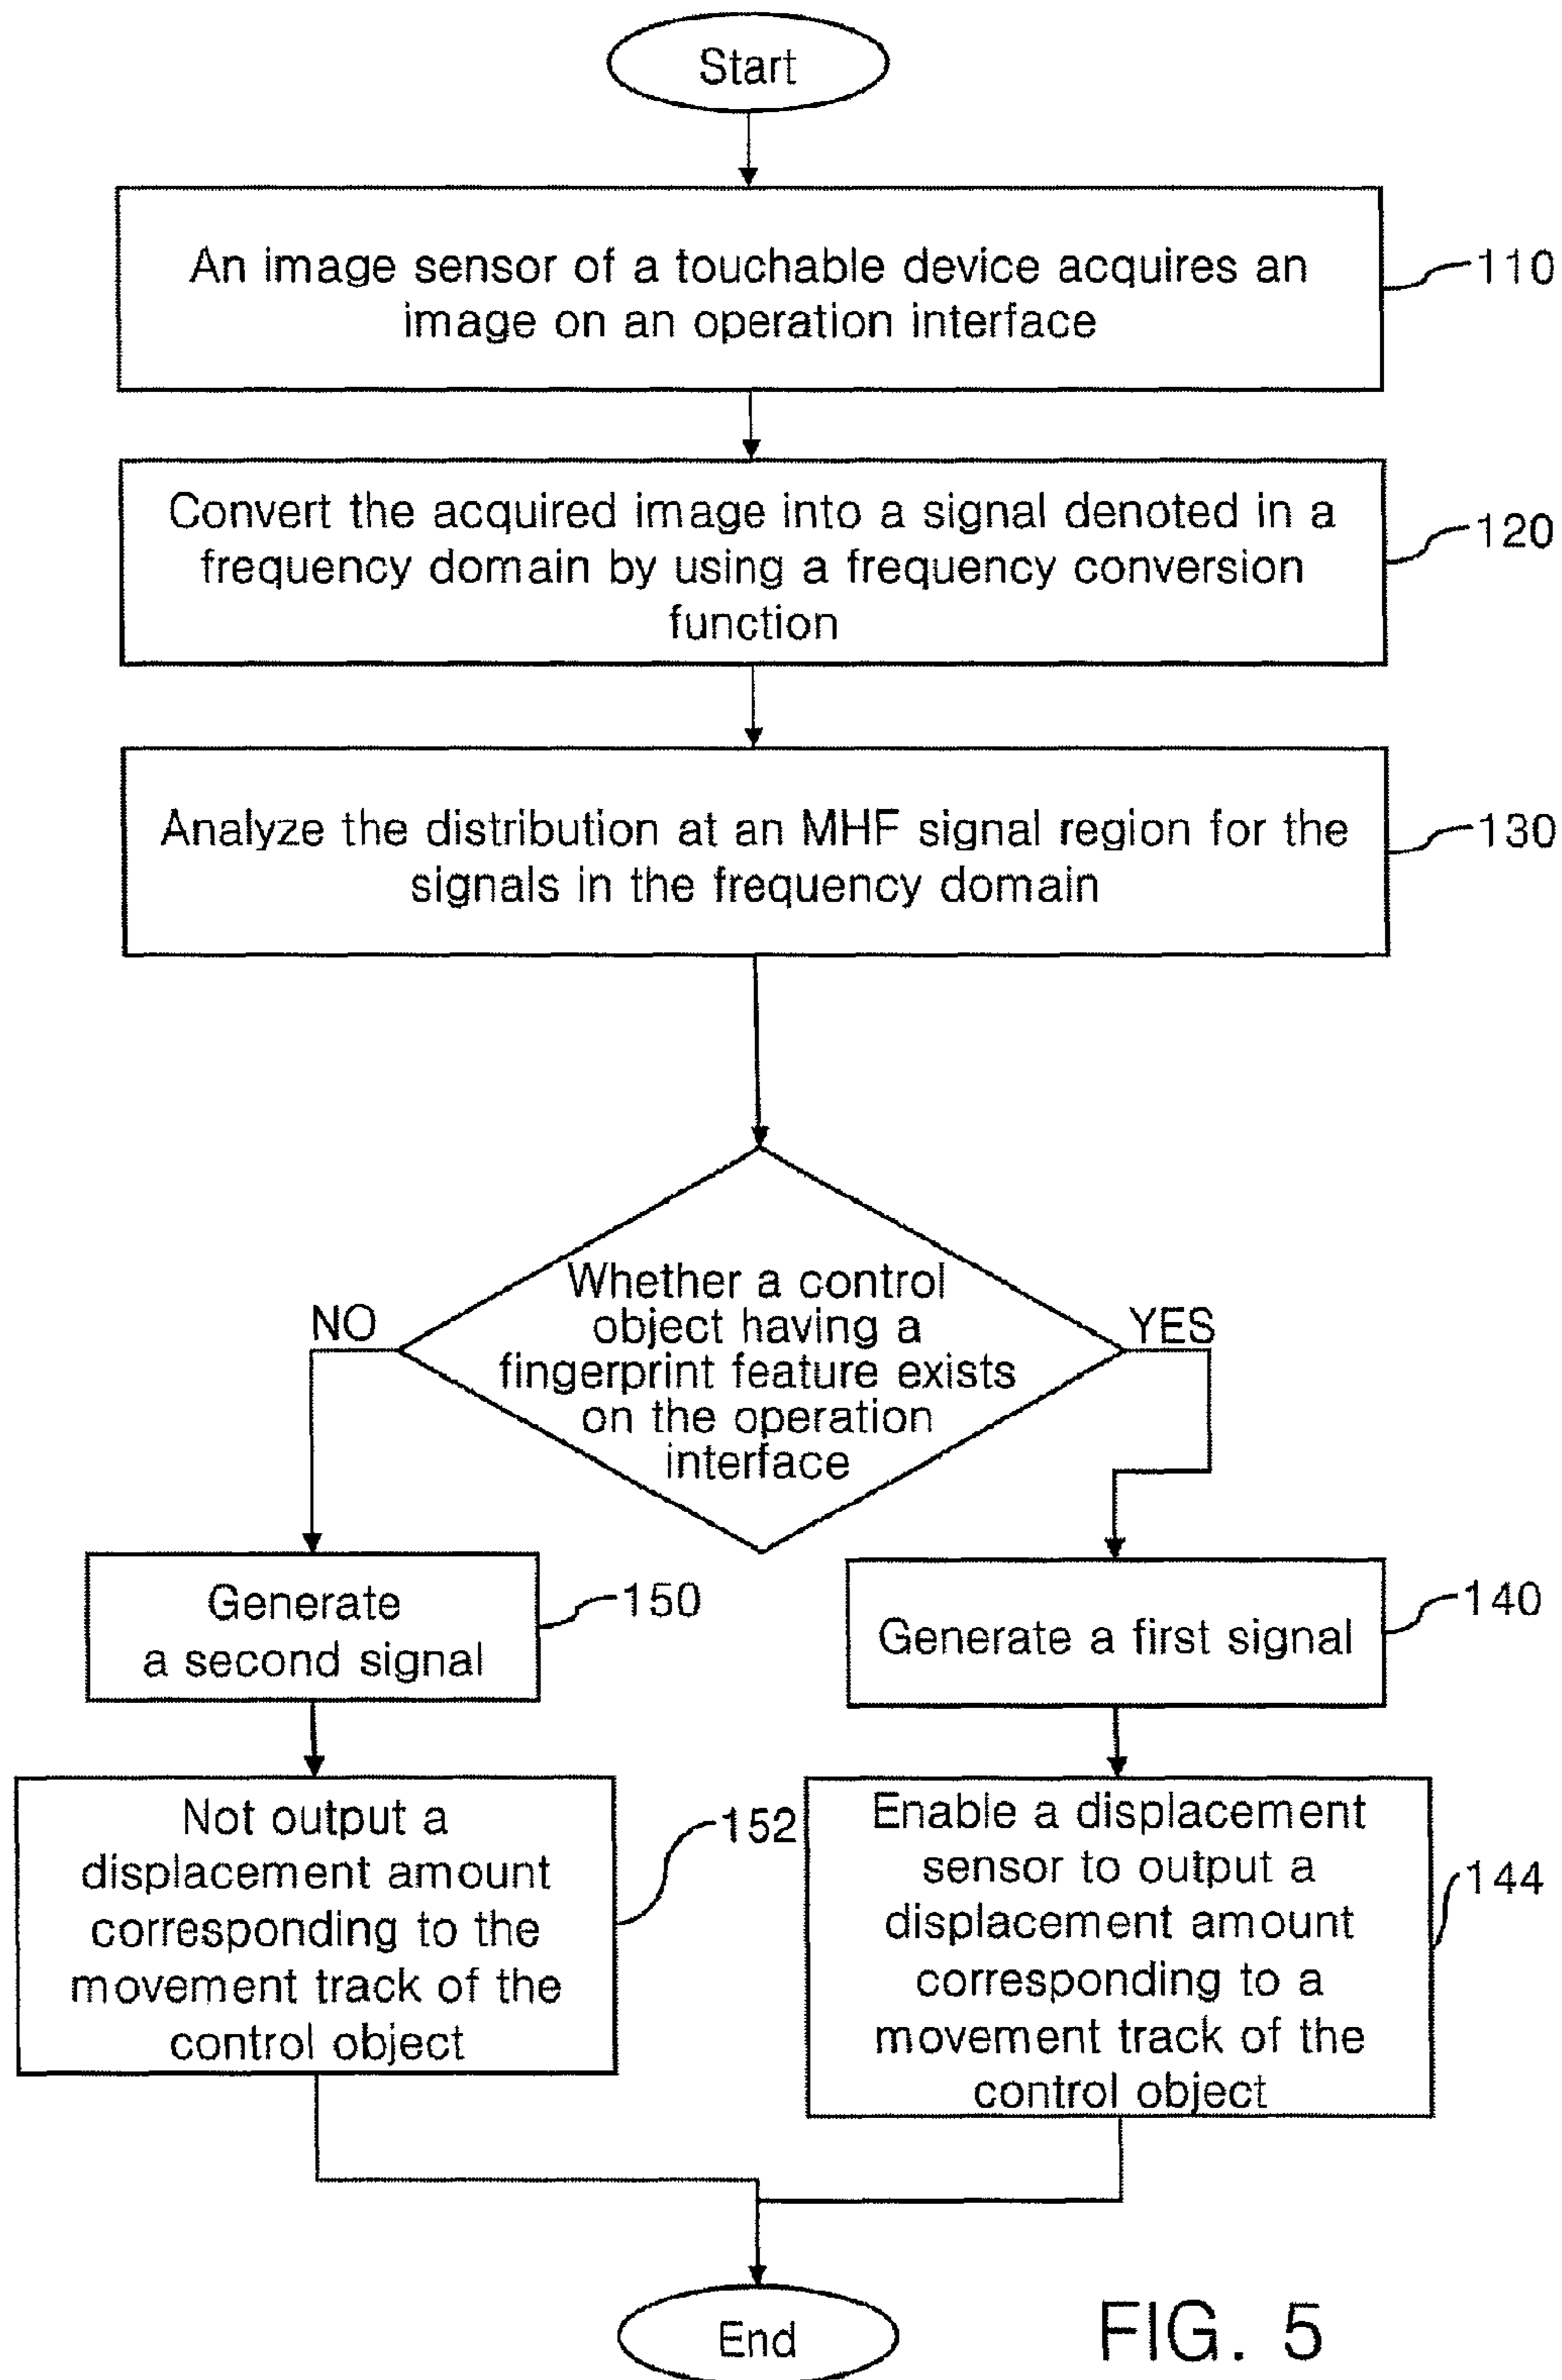 Start
An image sensor of a touchable device acquires an
image on an operation interface
110
Convert the acquired image into a signal denoted in a
frequency domain by using a frequency conversion
function
120
Analyze the distribution at an MHF signal region for the
signals in the frequency domain
130
Whether a control
object having a
fingerprint feature exists
on the operation
interface
NO
YES
Generate
a second signal
150
Generate a first signal
140
Not output a
displacement amount
corresponding to the
movement track of the
control object
152
Enable a displacement
sensor to output a
displacement amount
corresponding to a
movement track of the
control object
144
End
FIG. 5